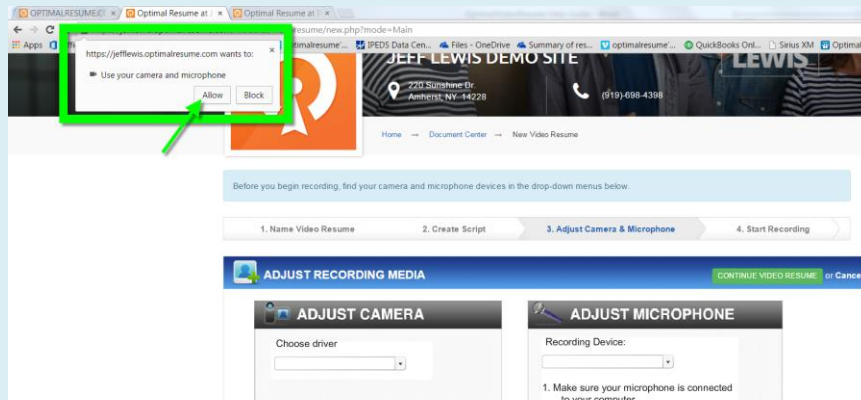 OPTIMALRESUME.C
Optimal Resume at
Optimal Resume at
esume/new.php?mode=Main
Apps
optimalresume'...
IPEDS Data Cen...
Files - OneDrive
Summary of res...
optimalresume'...
QuickBooks Onl...
Sirius XM
Optimal
https://jefflewis.optimalresume.com wants to:
Use your camera and microphone
Allow
Block
JEFF LEWIS DEMO SITE
LEWIS
220 Sunshine Dr.
Amherst, NY 14228
(919)-698-4398
Home → Document Center → New Video Resume
Before you begin recording, find your camera and microphone devices in the drop-down menus below.
1. Name Video Resume
2. Create Script
3. Adjust Camera & Microphone
4. Start Recording
ADJUST RECORDING MEDIA
CONTINUE VIDEO RESUME or Cance
ADJUST CAMERA
ADJUST MICROPHONE
Choose driver
Recording Device:
1. Make sure your microphone is connected
to your computer